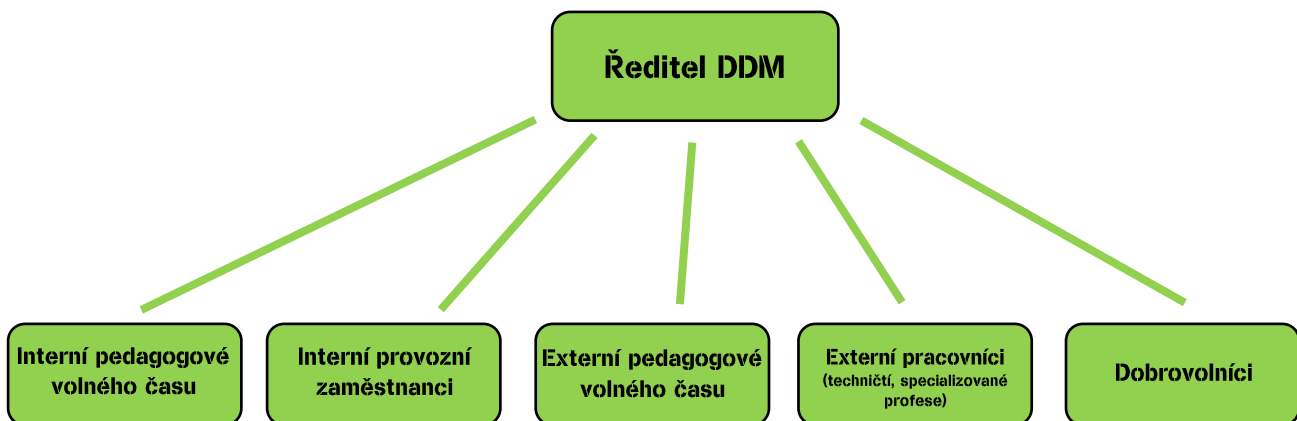 Ředitel DDM
Interní pedagogové
volného času
Interní provozní
zaměstnanci
Externí pedagogové
volného času
Externí pracovníci
(techničtí, specializované
profese)
Dobrovolníci